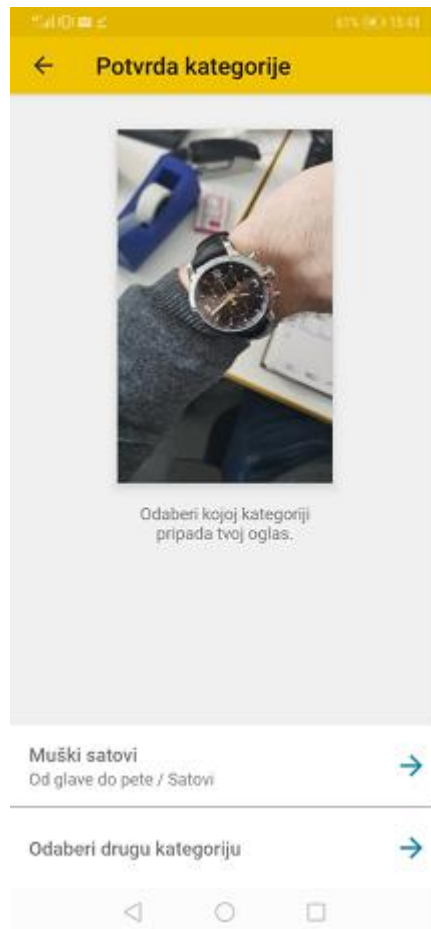 Potvrda kategorije
Odaberi kojoj kategoriji
pripada tvoj oglas.
Muški satovi
Od glave do pete / Satovi
Odaberi drugu kategoriju